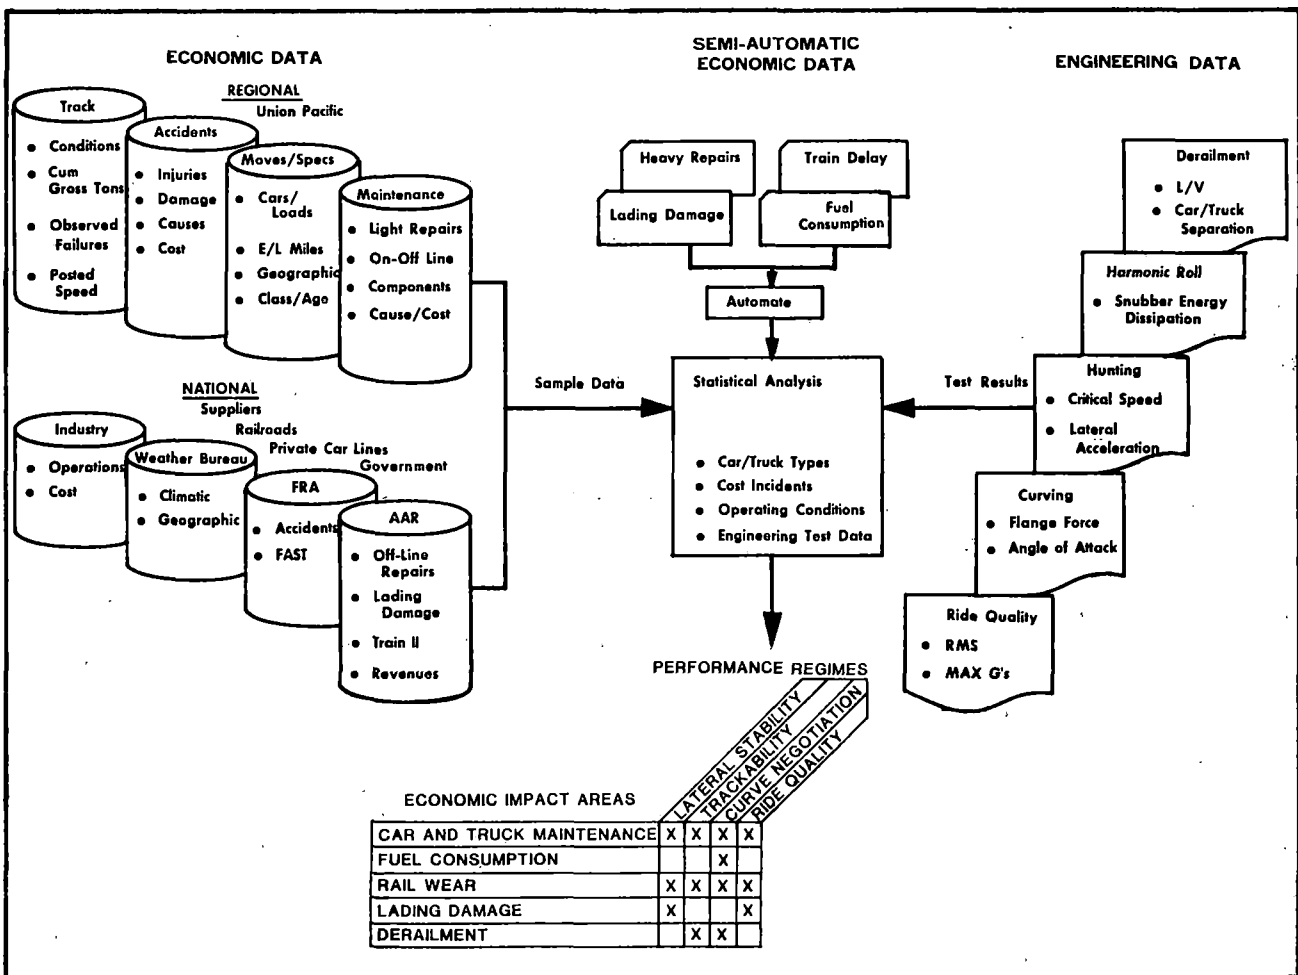 ECONOMIC DATA
REGIONAL
Union Pacific
Track
• Conditions
• Cum
Gross Tons
• Observed
Failures
• Posted
Speed
Accidents
• Injuries
• Damage
• Causes
• Cost
Moves/Specs
• Cars/
Loads
• E/L Miles
• Geographic
• Class/Age
Maintenance
• Light Repairs
• On-Off Line
• Components
• Cause/Cost
NATIONAL
Suppliers
Railroads
Private Car Lines
Government
Industry
• Operations
• Cost
Weather Bureau
• Climatic
• Geographic
FRA
• Accidents
• FAST
AAR
• Off-Line
Repairs
• Lading
Damage
• Train II
• Revenues
Sample Data
SEMI-AUTOMATIC
ECONOMIC DATA
Heavy Repairs
Lading Damage
Train Delay
Fuel
Consumption
Automate
Statistical Analysis
• Car/Truck Types
• Cost Incidents
• Operating Conditions
• Engineering Test Data
Test Results
ENGINEERING DATA
Derailment
• L/V
• Car/Truck
Separation
Harmonic Roll
• Snubber Energy
Dissipation
Hunting
• Critical Speed
• Lateral
Acceleration
Curving
• Flange Force
• Angle of Attack
Ride Quality
• RMS
• MAX G's
PERFORMANCE REGIMES
LATERAL STABILITY
TRACKABILITY
CURVE NEGOTIATION
RIDE QUALITY
ECONOMIC IMPACT AREAS
CAR AND TRUCK MAINTENANCE X X X X
FUEL CONSUMPTION X
RAIL WEAR X X X X
LADING DAMAGE X X
DERAILMENT X X